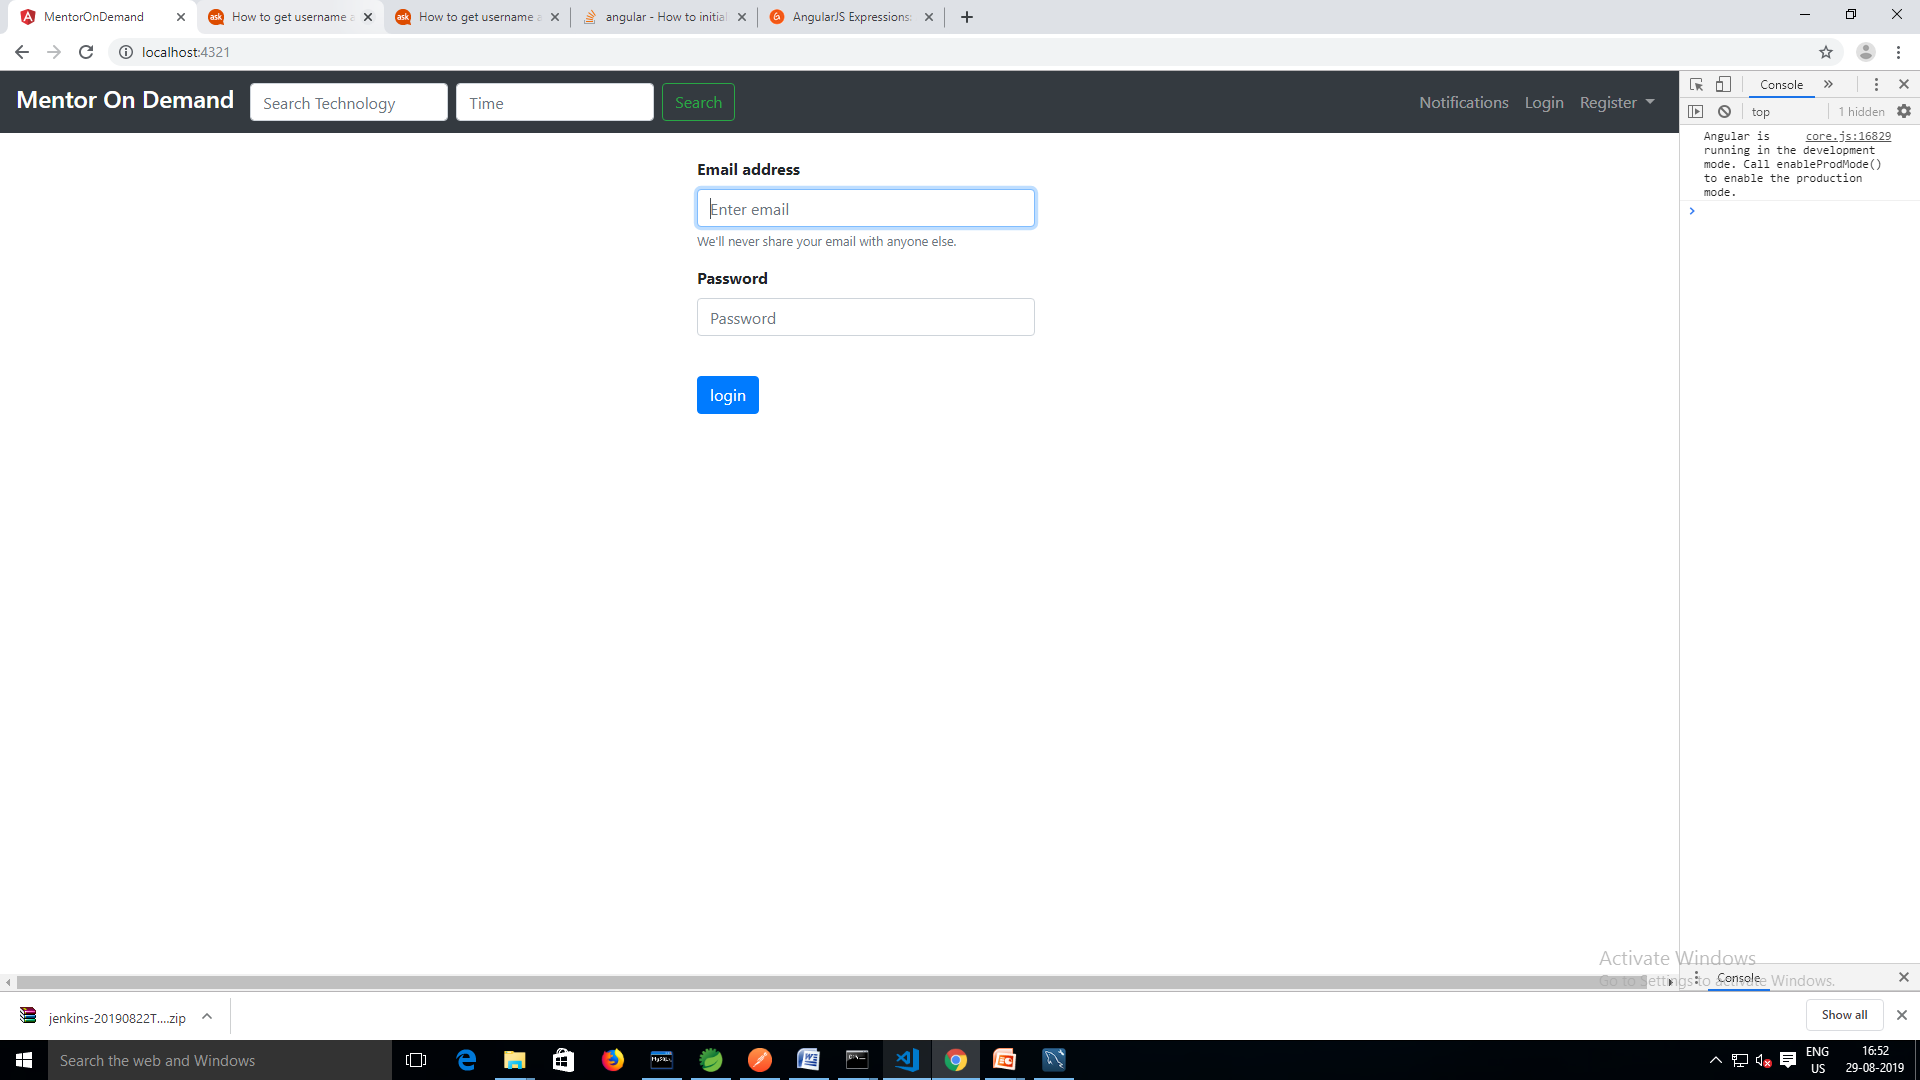 MentorOnDemand
How to get username a
How to get username a
angular - How to initial
AngularJS Expressions:
localhost:4321
Mentor On Demand
Search Technology
Time
Search
Notifications
Login
Register
Console
top
1 hidden
Angular is core.js:16829
running in the development
mode. Call enableProdMode()
to enable the production
mode.
Email address
Enter email
We'll never share your email with anyone else.
Password
Password
login
Activate Windows
Go to Settings to activate Windows.
Console
jenkins-20190822T....zip
Show all
Search the web and Windows
ENG
US
16:52
29-08-2019